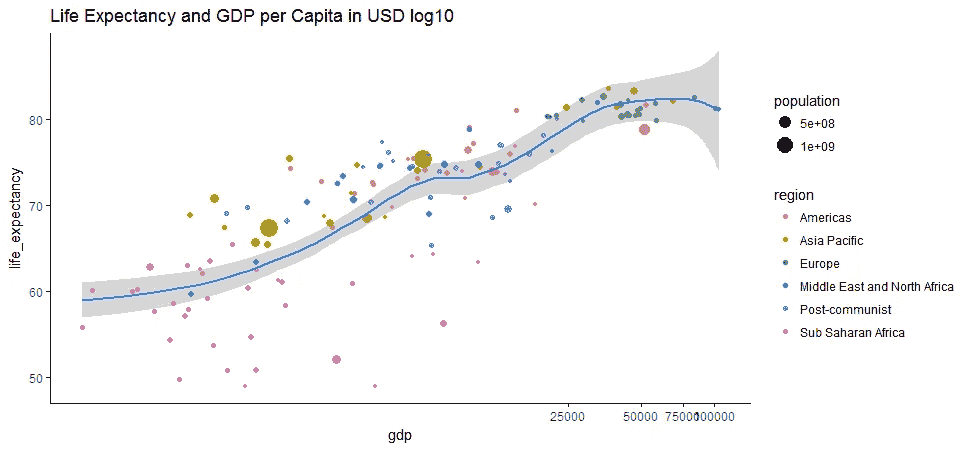 Life Expectancy and GDP per Capita in USD log10
life_expectancy
80
70
60
50
25000 50000 75000 100000
gdp
population
5e+08
1e+09
region
Americas
Asia Pacific
Europe
Middle East and North Africa
Post-communist
Sub Saharan Africa